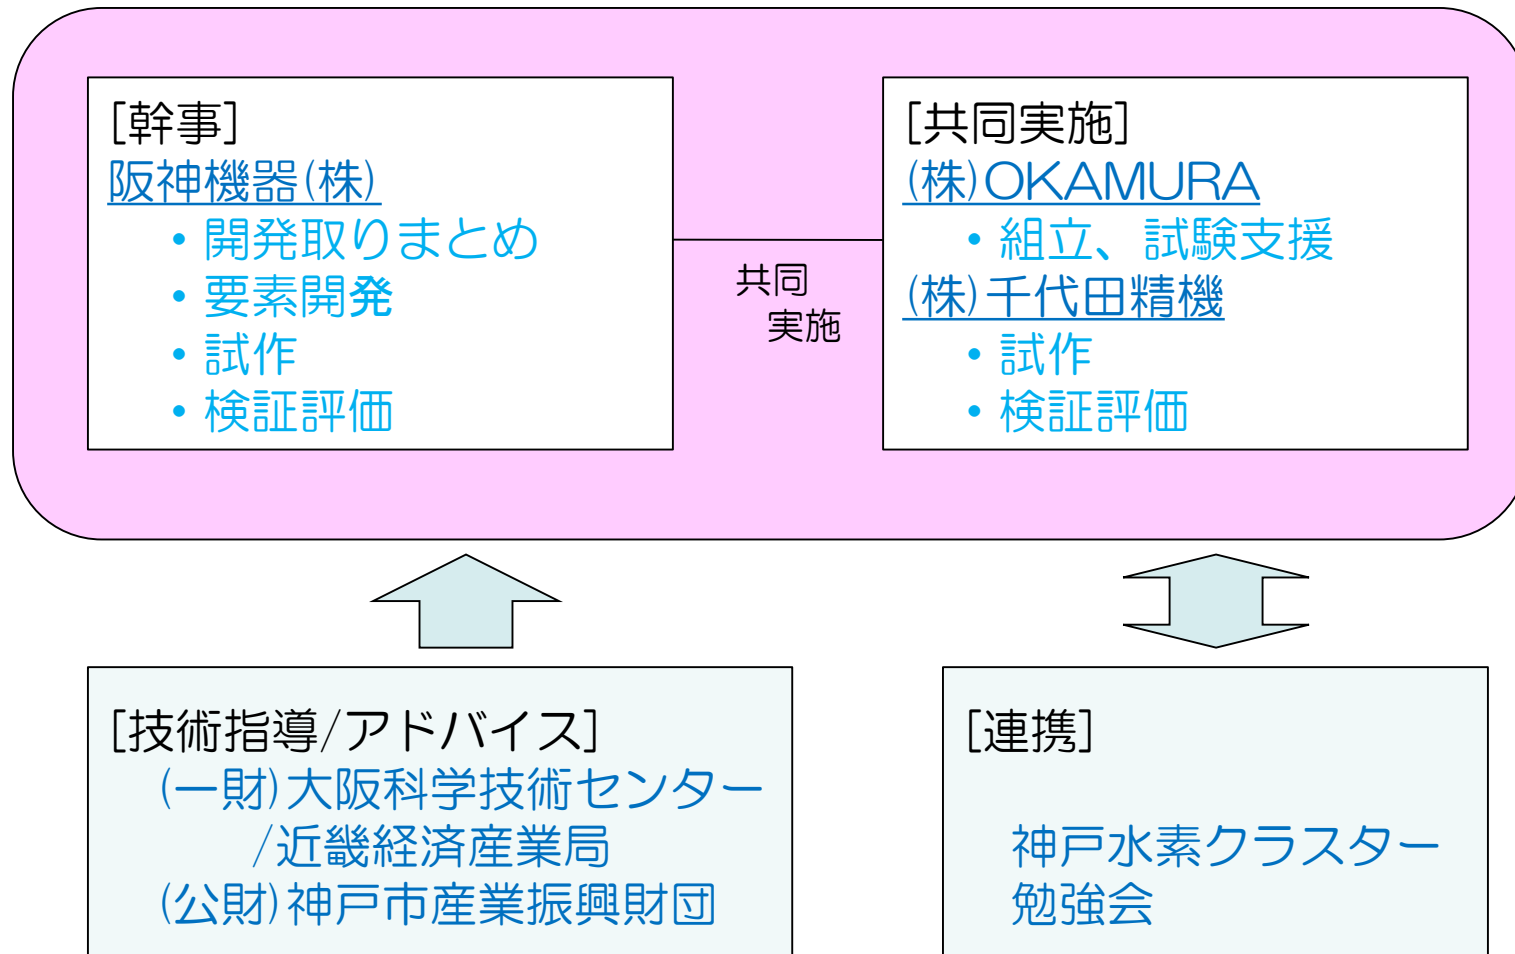 [幹事]
阪神機器(株)
・開発取りまとめ
・要素開発
・試作
・検証評価
共同
実施
[共同実施]
(株)OKAMURA
・組立、試験支援
(株)千代田精機
・試作
・検証評価
[技術指導/アドバイス]
(一財)大阪科学技術センター
/近畿経済産業局
(公財)神戸市産業振興財団
[連携]
神戸水素クラスター
勉強会